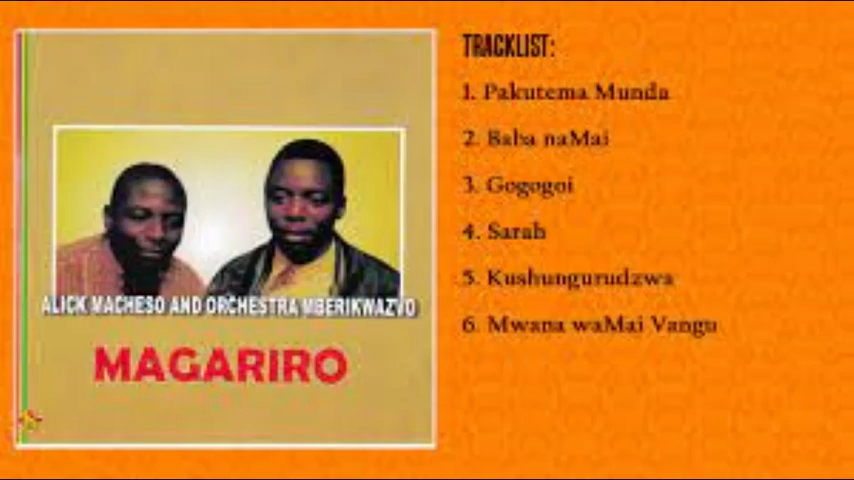 ALICK MACHESO AND ORCHESTRA MBERIKWAZVO
MAGARIRO
TRACKLIST:
1. Pakutema Munda
2. Baba naMai
3. Gogogoi
4. Sarah
5. Kushungurudzwa
6. Mwana waMai Vangu